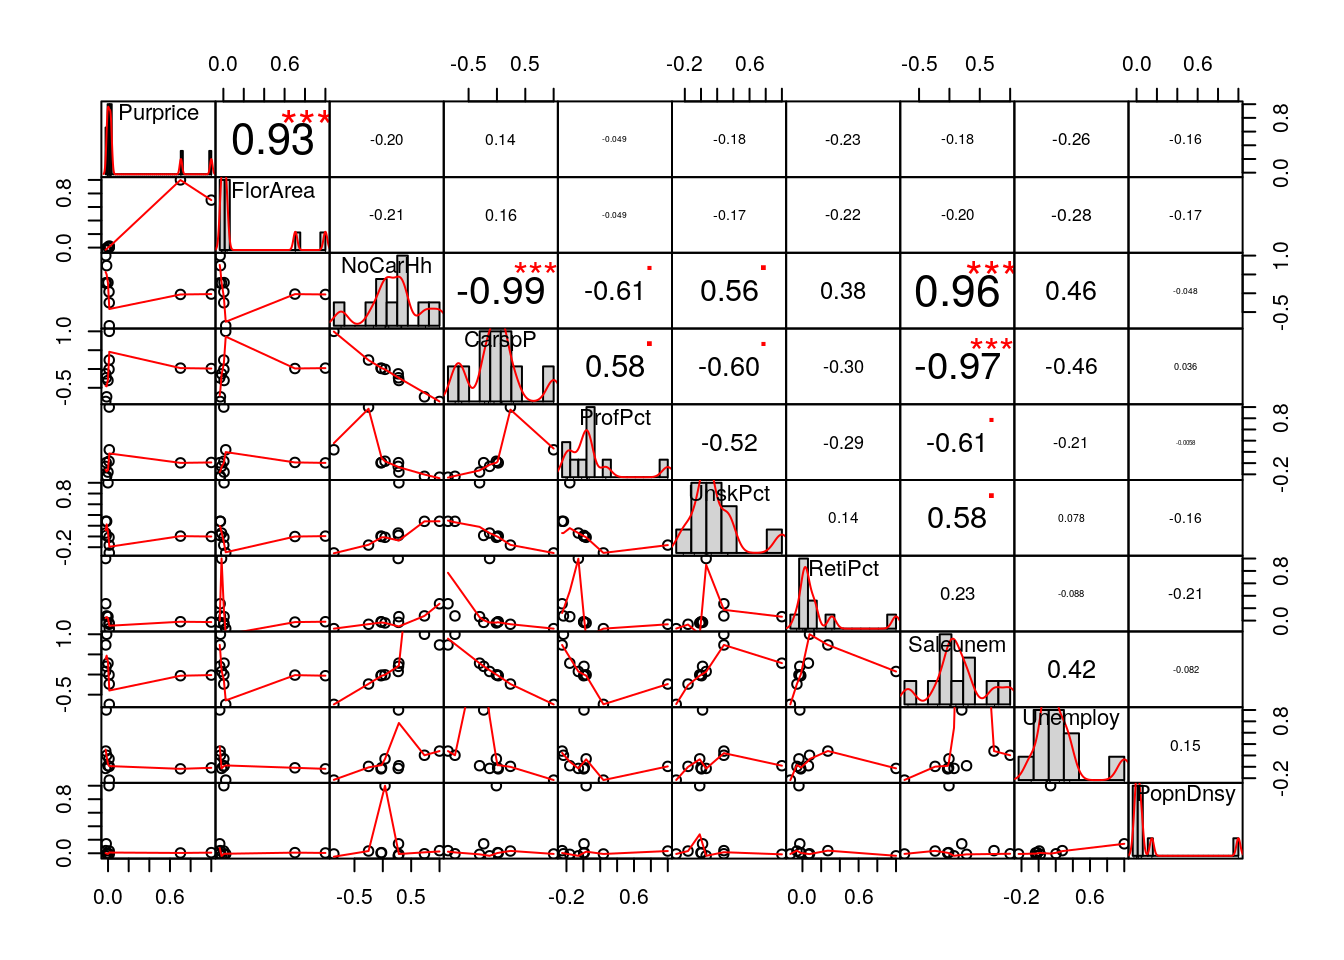 0.0 0.6 -0.5 0.5 -0.2 0.6 -0.5 0.5 0.0 0.6
Purprice 0.93 *** -0.20 0.14 -0.049 -0.18 -0.23 -0.18 -0.26 -0.16 0.0 0.8
0.0 0.8 FlorArea -0.21 0.16 -0.049 -0.17 -0.22 -0.20 -0.28 -0.17
NoCarHh -0.99 *** -0.61 . 0.56 . 0.38 0.96 *** 0.46 -0.048 -0.5 1.0
-0.5 1.0 CarspP 0.58 . -0.60 . -0.30 -0.97 *** -0.46 0.036
ProfPct -0.52 -0.29 -0.61 . -0.21 -0.0058 -0.2 0.8
-0.2 0.8 UnskPct 0.14 0.58 . 0.078 -0.16
RetiPct 0.23 -0.088 -0.21 0.0 0.8
-0.5 1.0 Saleunem 0.42 -0.082
Unemploy 0.15 -0.2 0.8
0.0 0.8 PopnDnsy
0.0 0.6 -0.5 0.5 -0.2 0.6 0.0 0.6 -0.2 0.6